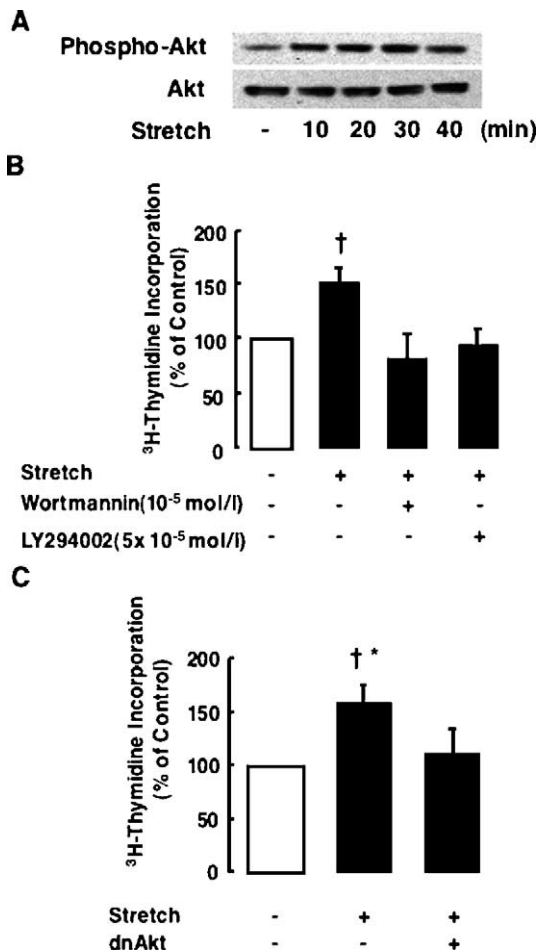 A
Phospho-Akt
Akt
Stretch - 10 20 30 40 (min)
B
³H-Thymidine Incorporation
(% of Control)
200
150
100
50
0
†
Stretch - + + +
Wortmannin(10⁻⁵ mol/l) - - + -
LY294002(5x 10⁻⁵ mol/l) - - - +
C
³H-Thymidine Incorporation
(% of Control)
200
150
100
50
0
† *
Stretch - + +
dnAkt - - +